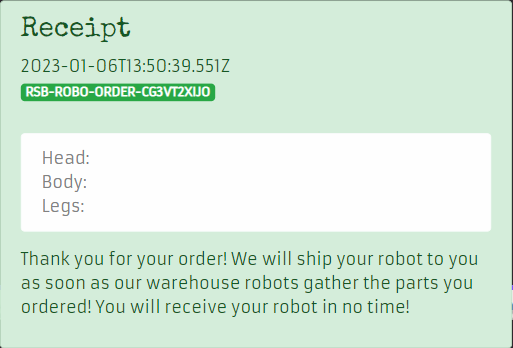 Receipt
2023-01-06T13:50:39.551Z
RSB-ROBO-ORDER-CG3VT2XIJO
Head:
Body:
Legs:
Thank you for your order! We will ship your robot to you
as soon as our warehouse robots gather the parts you
ordered! You will receive your robot in no time!